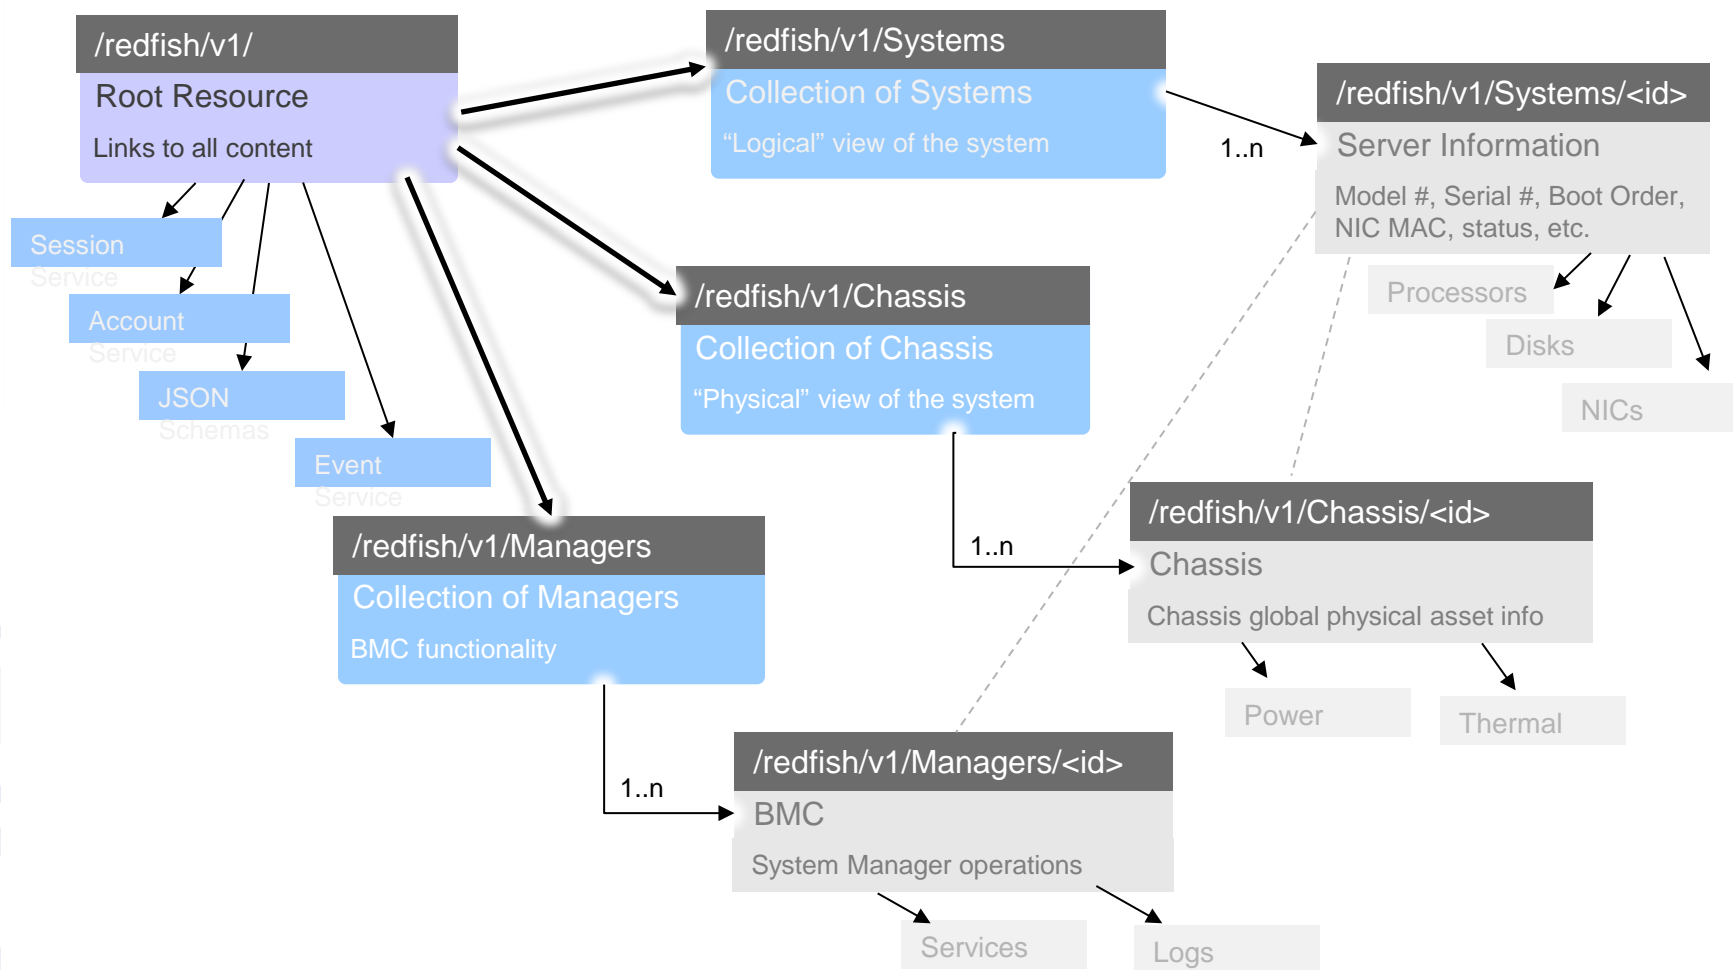 /redfish/v1/
Root Resource
Links to all content
Session
Service
Account
Service
JSON
Schemas
Event
Service
/redfish/v1/Systems
Collection of Systems
“Logical” view of the system
1..n
/redfish/v1/Systems/<id>
Server Information
Model #, Serial #, Boot Order,
NIC MAC, status, etc.
Processors
Disks
NICs
/redfish/v1/Chassis
Collection of Chassis
“Physical” view of the system
1..n
/redfish/v1/Chassis/<id>
Chassis
Chassis global physical asset info
Power
Thermal
/redfish/v1/Managers
Collection of Managers
BMC functionality
1..n
/redfish/v1/Managers/<id>
BMC
System Manager operations
Services
Logs